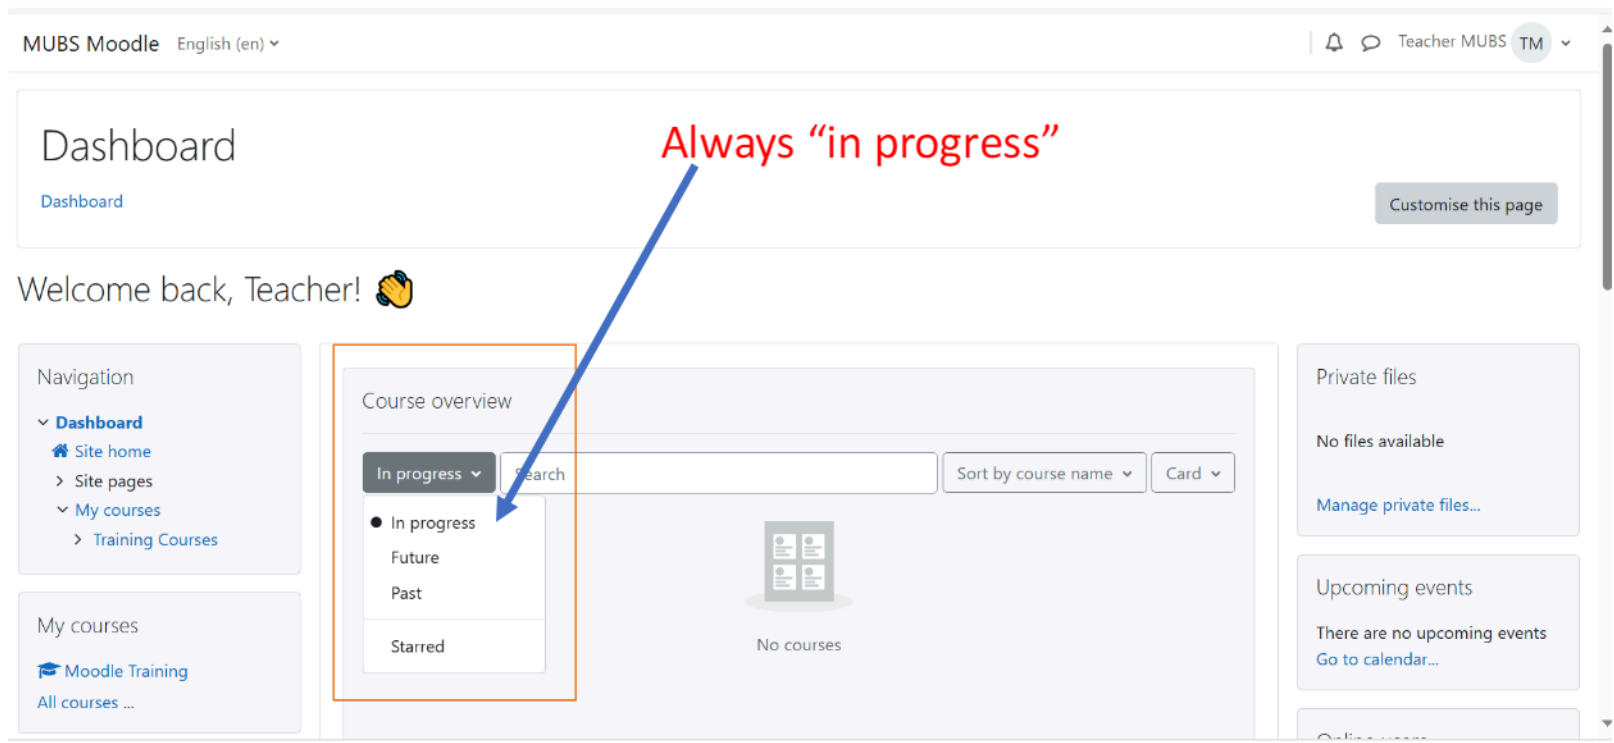 MUBS Moodle English (en)
Teacher MUBS TM
Dashboard
Always “in progress”
Dashboard
Customise this page
Welcome back, Teacher!
Navigation
Dashboard
Site home
Site pages
My courses
Training Courses
My courses
Moodle Training
All courses ...
Course overview
In progress
Search
Sort by course name
Card
In progress
Future
Past
Starred
No courses
Private files
No files available
Manage private files...
Upcoming events
There are no upcoming events
Go to calendar...